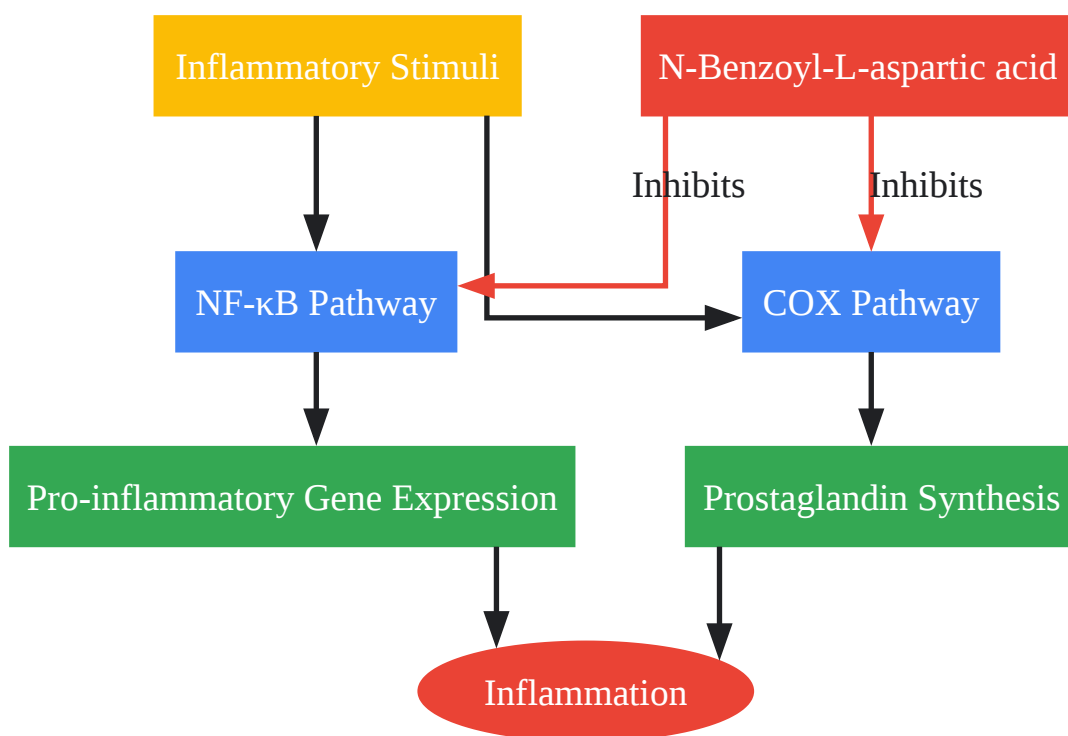 Inflammatory Stimuli
N-Benzoyl-L-aspartic acid
Inhibits
Inhibits
NF-κB Pathway
COX Pathway
Pro-inflammatory Gene Expression
Prostaglandin Synthesis
Inflammation